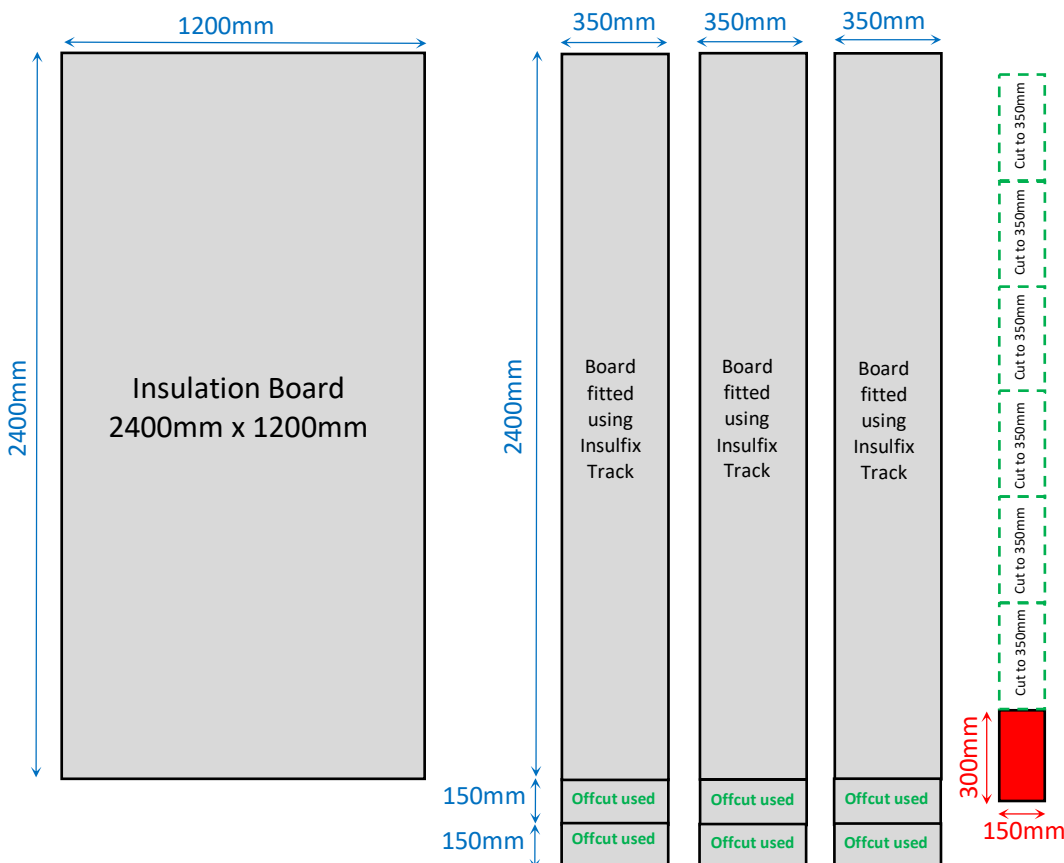 1200mm
350mm
350mm
350mm
2400mm
Insulation Board
2400mm x 1200mm
2400mm
Board
fitted
using
Insulfix
Track
Board
fitted
using
Insulfix
Track
Board
fitted
using
Insulfix
Track
Cut to 350mm
Cut to 350mm
Cut to 350mm
Cut to 350mm
Cut to 350mm
Cut to 350mm
300mm
150mm
150mm
Offcut used
Offcut used
Offcut used
150mm
Offcut used
Offcut used
Offcut used